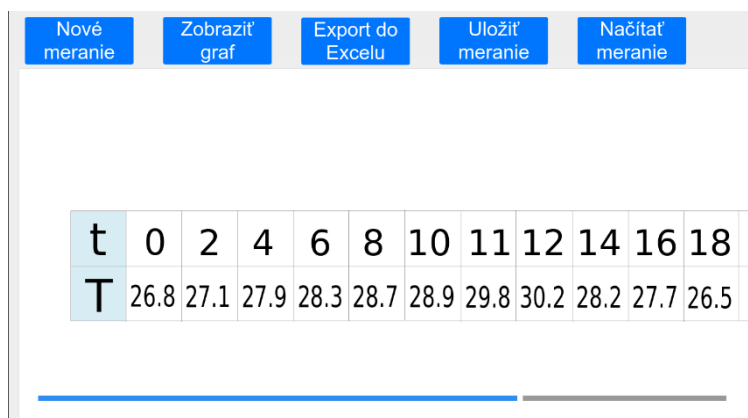 Nové meranie
Zobraziť graf
Export do Excelu
Uložiť meranie
Načítať meranie
t 0 2 4 6 8 10 11 12 14 16 18
T 26.8 27.1 27.9 28.3 28.7 28.9 29.8 30.2 28.2 27.7 26.5